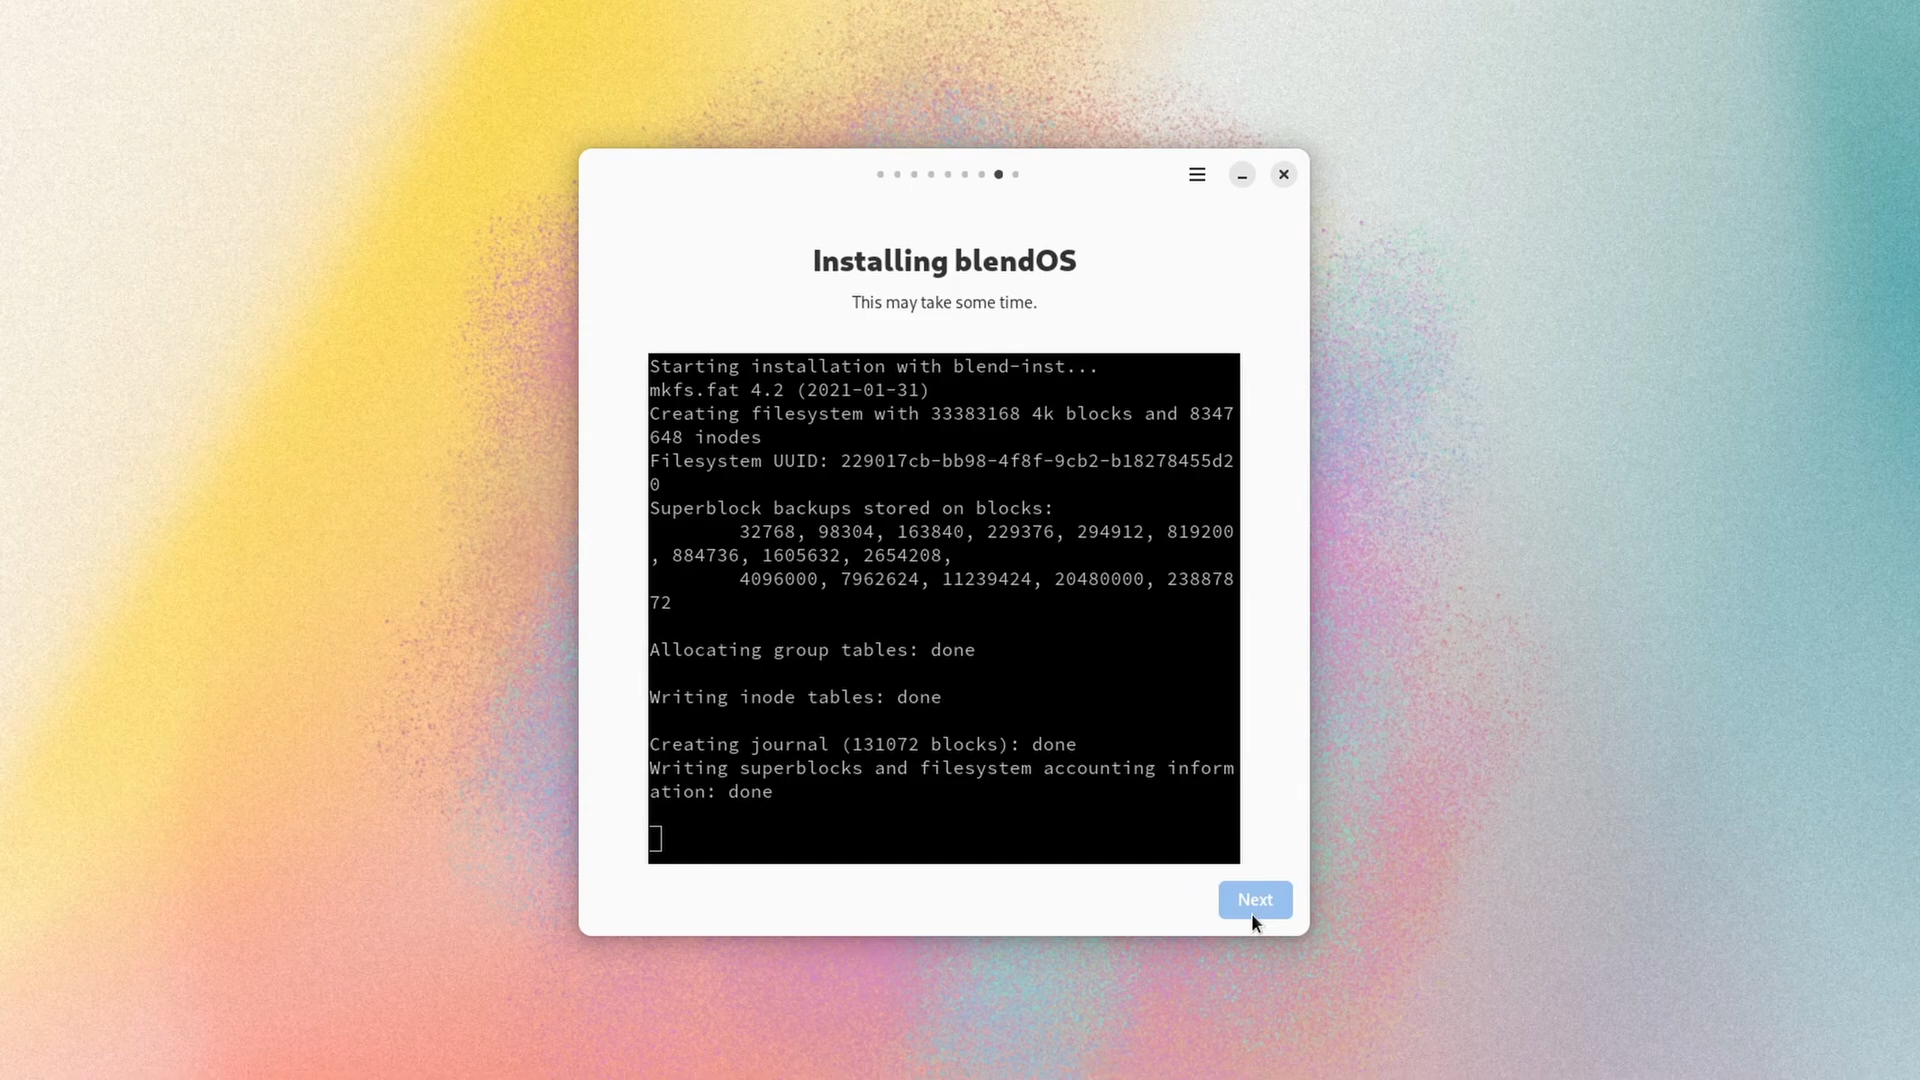 Installing blendOS
This may take some time.
Starting installation with blend-inst...
mkfs.fat 4.2 (2021-01-31)
Creating filesystem with 33383168 4k blocks and 8347
648 inodes
Filesystem UUID: 229017cb-bb98-4f8f-9cb2-b18278455d2
0
Superblock backups stored on blocks:
32768, 98304, 163840, 229376, 294912, 819200
, 884736, 1605632, 2654208,
4096000, 7962624, 11239424, 20480000, 238878
72
Allocating group tables: done
Writing inode tables: done
Creating journal (131072 blocks): done
Writing superblocks and filesystem accounting inform
ation: done
Next